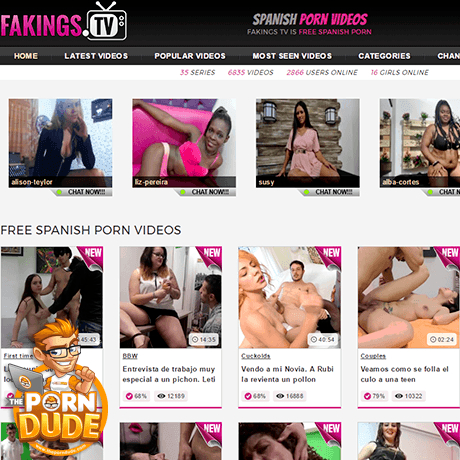 FAKINGS.TV
SPANISH PORN VIDEOS
FAKINGS TV IS FREE SPANISH PORN
HOME LATEST VIDEOS POPULAR VIDEOS MOST SEEN VIDEOS CATEGORIES CHAN
35 SERIES 6835 VIDEOS 2866 USERS ONLINE 16 GIRLS ONLINE
alison-teylor liz-pereira susy alba-cortes
CHAT NOW!!! CHAT NOW!!! CHAT NOW!!! CHAT NOW!!!
FREE SPANISH PORN VIDEOS
NEW NEW NEW NEW
45:43 14:35 40:54 02:24
First time BBW Cuckolds Couples
Entrevista de trabajo muy Vendo a mi Novia. A Rubi Veamos como se folla el
especial a un pichon. Leti la revienta un pollon culo a una teen
68% 12189 68% 16888 79% 10322
THE
PORN
DUDE
NEW NEW NEW NEW